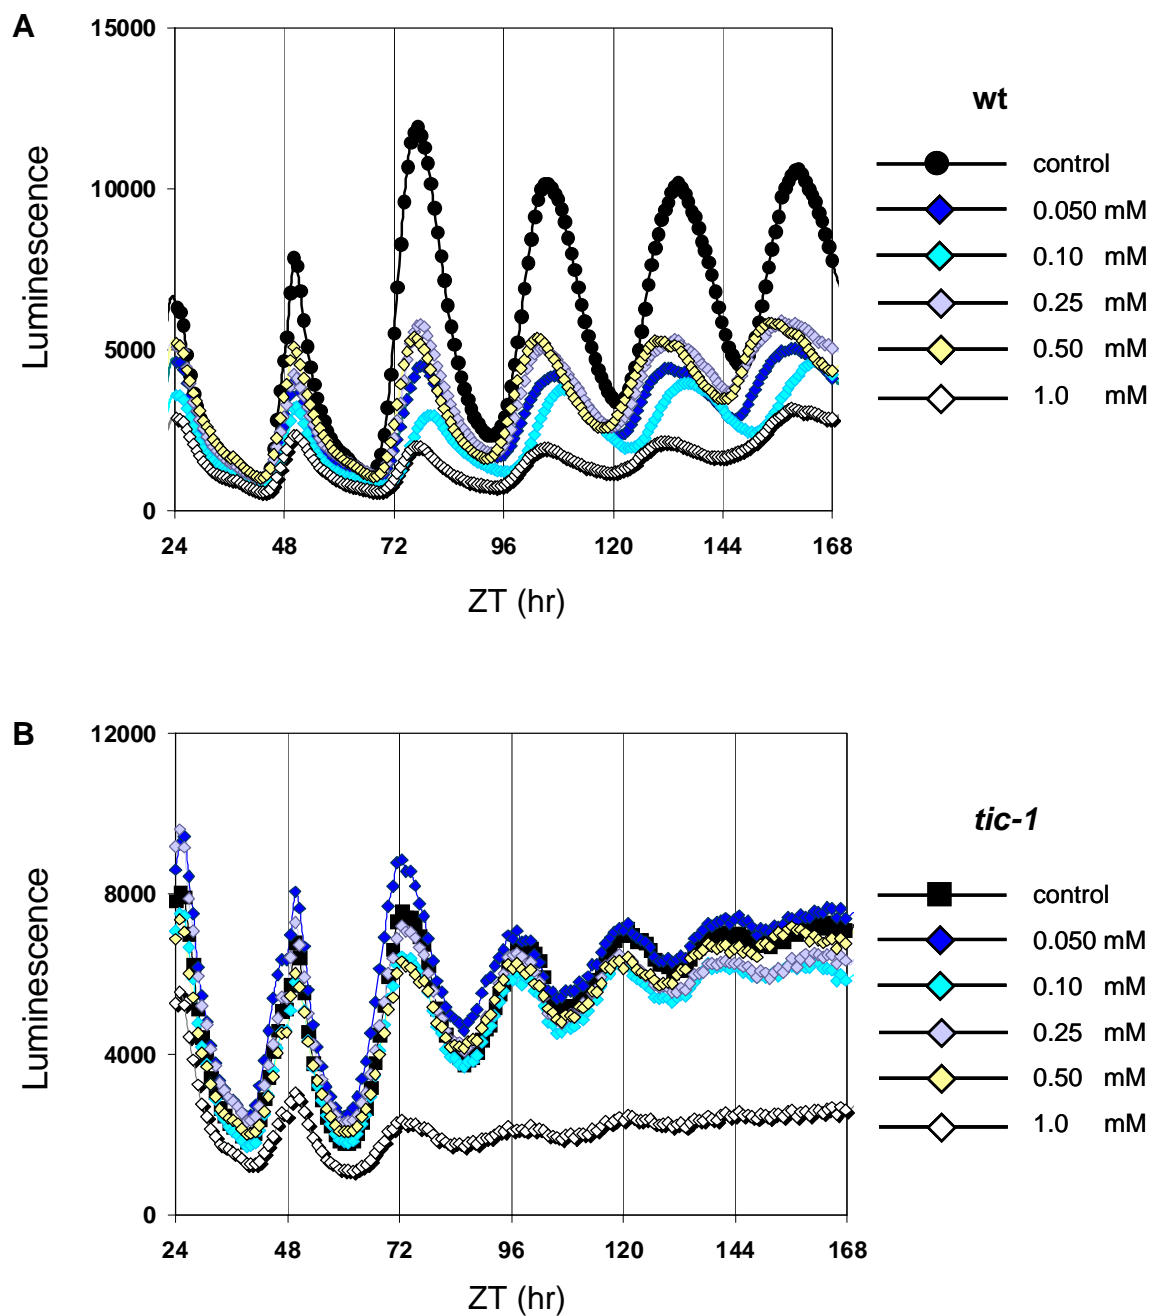 A
15000
10000
5000
0
Luminescence
24 48 72 96 120 144 168
ZT (hr)
wt
control
0.050 mM
0.10 mM
0.25 mM
0.50 mM
1.0 mM
B
12000
8000
4000
0
Luminescence
24 48 72 96 120 144 168
ZT (hr)
tic-1
control
0.050 mM
0.10 mM
0.25 mM
0.50 mM
1.0 mM